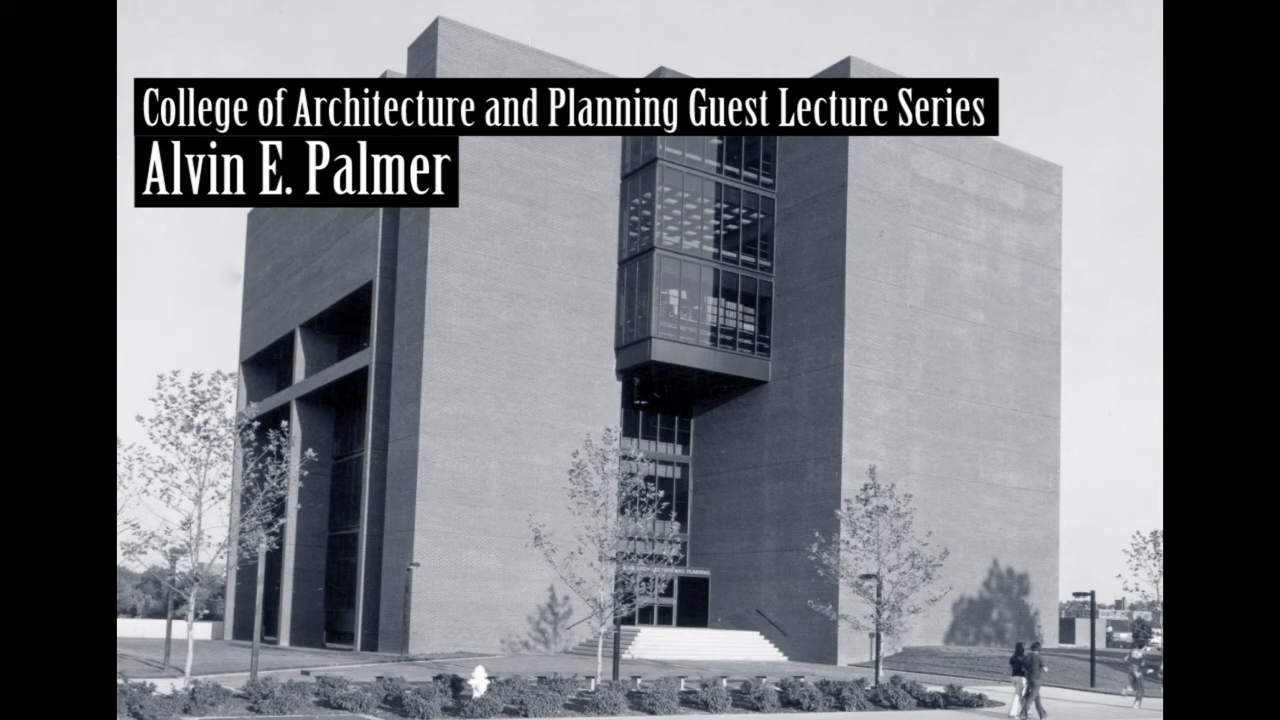 College of Architecture and Planning Guest Lecture Series
Alvin E. Palmer